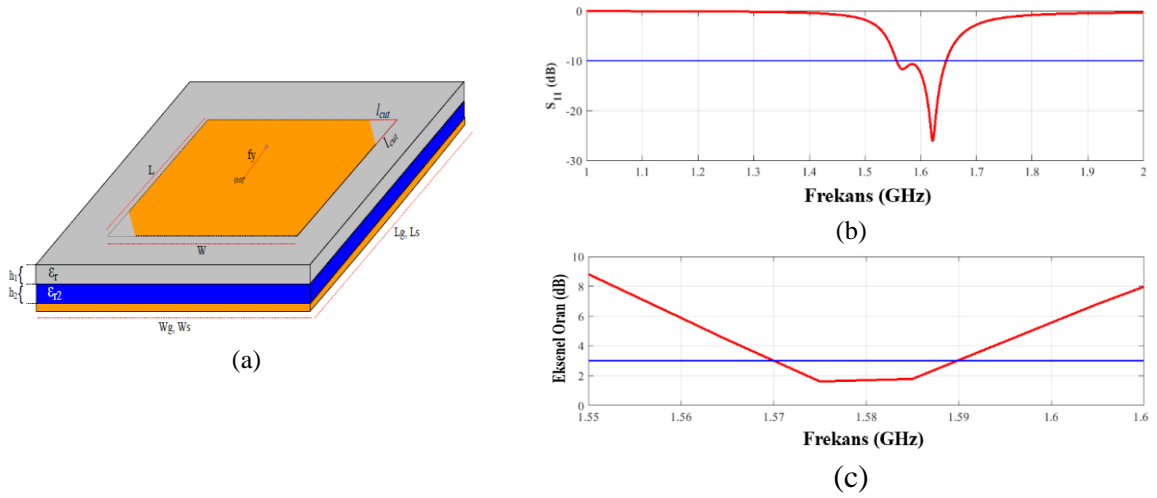 l_cut
l_cut
fy
L
W
Lg, Ls
h₁{
εr
h₂{
εr2
Wg, Ws
(a)
0
-10
-20
-30
S₁₁ (dB)
1 1.1 1.2 1.3 1.4 1.5 1.6 1.7 1.8 1.9 2
Frekans (GHz)
(b)
10
8
6
4
2
0
Eksenel Oran (dB)
1.55 1.56 1.57 1.58 1.59 1.6 1.6
Frekans (GHz)
(c)